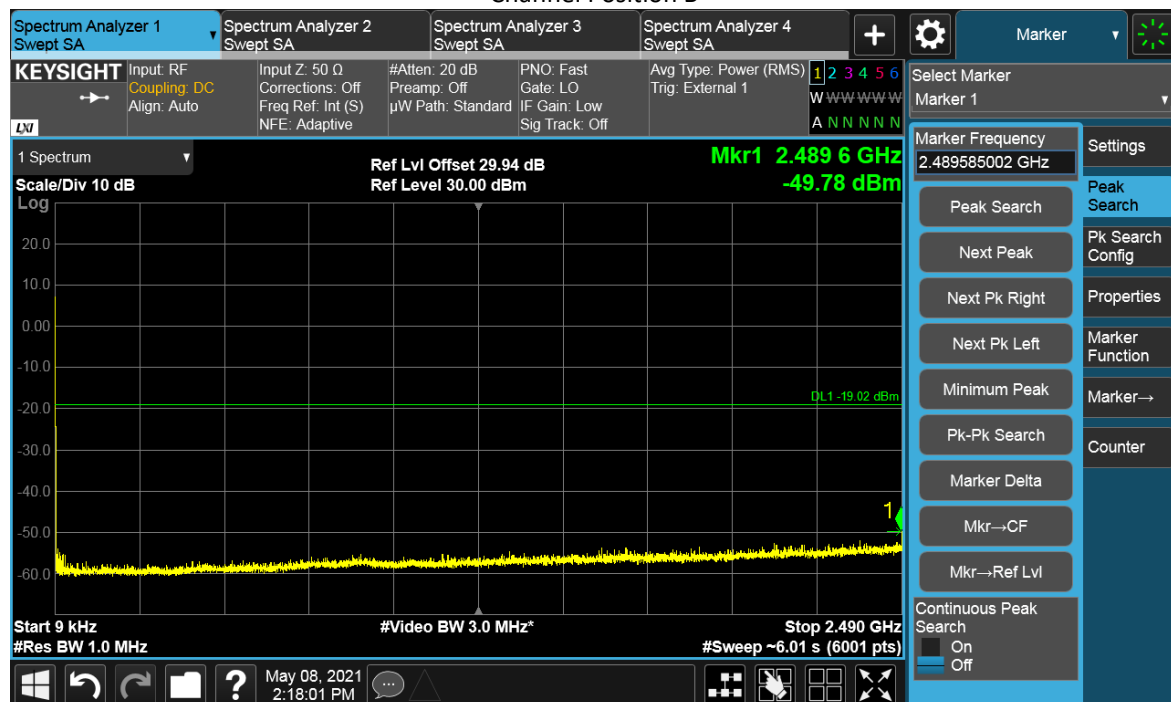 Spectrum Analyzer 1
Swept SA
Spectrum Analyzer 2
Swept SA
Spectrum Analyzer 3
Swept SA
Spectrum Analyzer 4
Swept SA
+
Marker
KEYSIGHT
LXI
Input: RF
Coupling: DC
Align: Auto
Input Z: 50 Ω
Corrections: Off
Freq Ref: Int (S)
NFE: Adaptive
#Atten: 20 dB
Preamp: Off
µW Path: Standard
PNO: Fast
Gate: LO
IF Gain: Low
Sig Track: Off
Avg Type: Power (RMS)
Trig: External 1
1 2 3 4 5 6
W W W W W W
A N N N N N
Select Marker
Marker 1
1 Spectrum
Scale/Div 10 dB
Log
Ref Lvl Offset 29.94 dB
Ref Level 30.00 dBm
Mkr1 2.489 6 GHz
-49.78 dBm
20.0
10.0
0.00
-10.0
-20.0
-30.0
-40.0
-50.0
-60.0
DL1 -19.02 dBm
1
Start 9 kHz
#Res BW 1.0 MHz
#Video BW 3.0 MHz*
Stop 2.490 GHz
#Sweep ~6.01 s (6001 pts)
Marker Frequency
2.489585002 GHz
Peak Search
Next Peak
Next Pk Right
Next Pk Left
Minimum Peak
Pk-Pk Search
Marker Delta
Mkr→CF
Mkr→Ref Lvl
Continuous Peak
Search
On
Off
Settings
Peak
Search
Pk Search
Config
Properties
Marker
Function
Marker→
Counter
?
May 08, 2021
2:18:01 PM